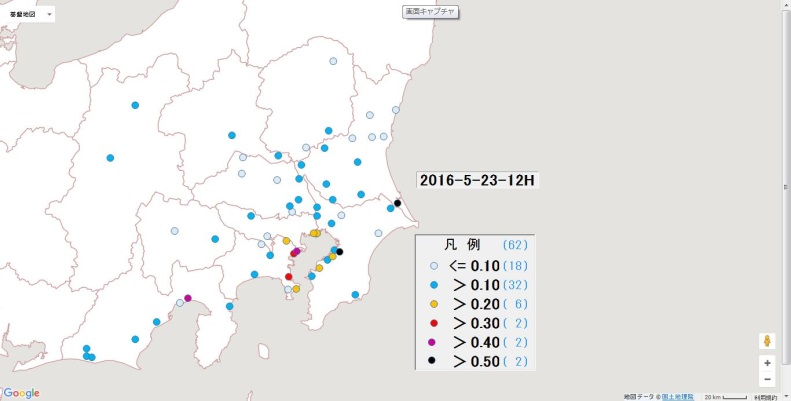 基盤地図
画面キャプチャ
2016-5-23-12H
凡 例 (62)
<= 0.10 (18)
> 0.10 (32)
> 0.20 ( 6)
> 0.30 ( 2)
> 0.40 ( 2)
> 0.50 ( 2)
+
−
Google
地図データ © 国土地理院 20 km 利用規約